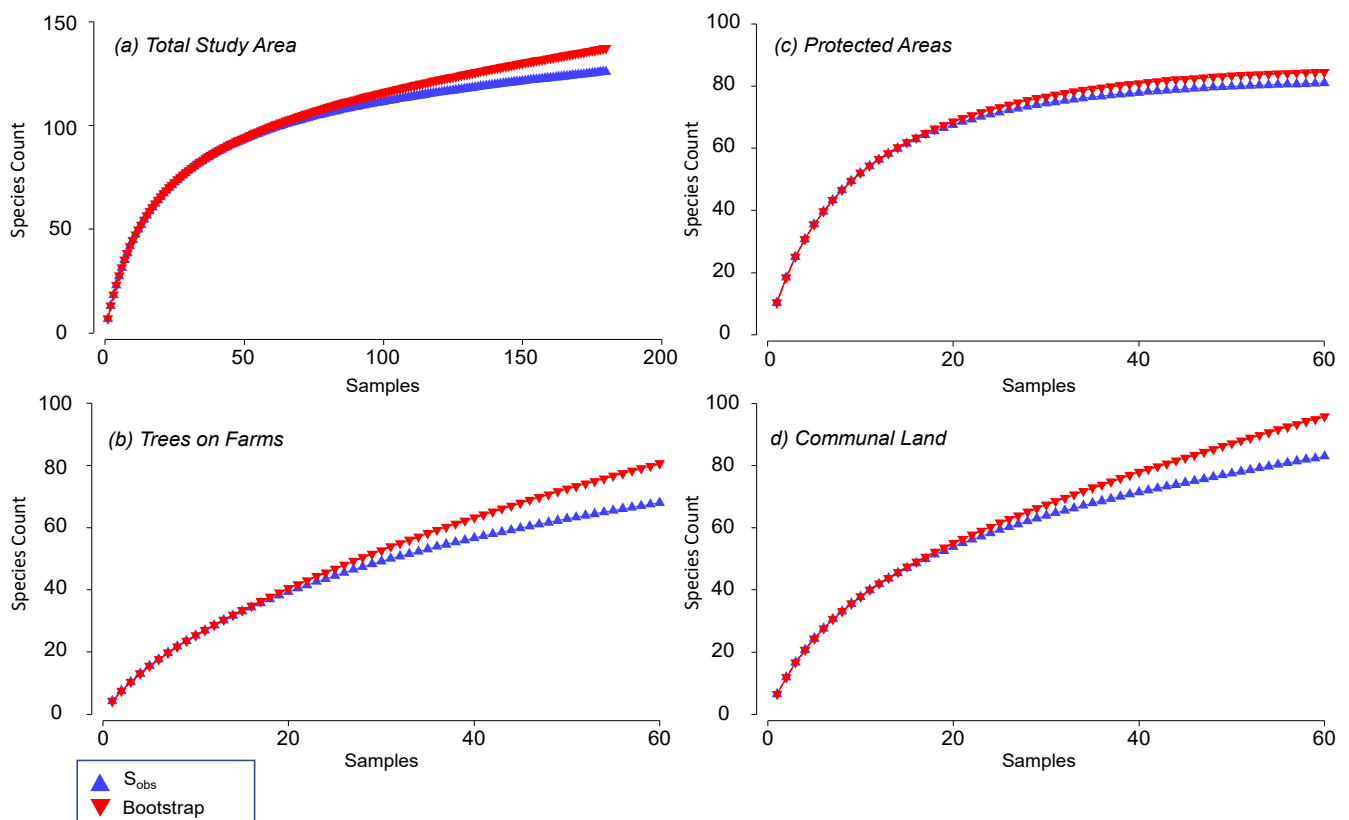 (a) Total Study Area
Species Count
150
100
50
0
0 50 100 150 200
Samples
(c) Protected Areas
Species Count
100
80
60
40
20
0
0 20 40 60
Samples
(b) Trees on Farms
Species Count
100
80
60
40
20
0
0 20 40 60
Samples
d) Communal Land
Species Count
100
80
60
40
20
0
0 20 40 60
Samples
Sobs
Bootstrap